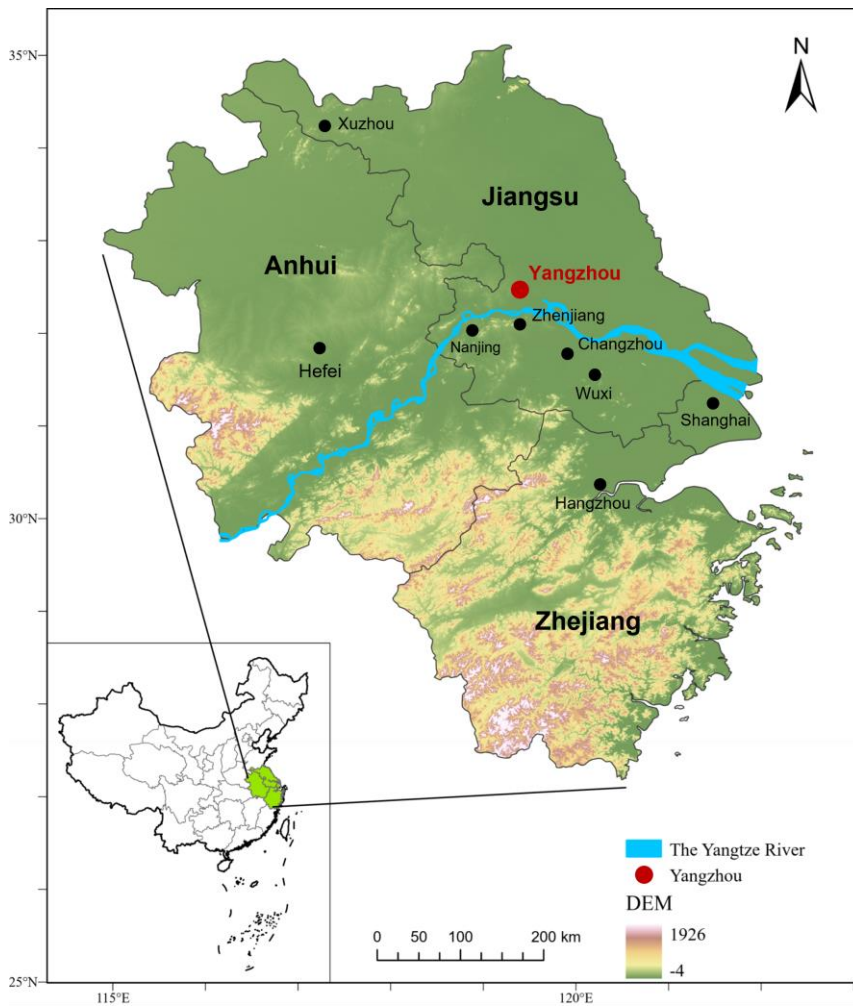 35°N
N
Xuzhou
Jiangsu
Anhui
Yangzhou
Zhenjiang
Nanjing
Changzhou
Hefei
Wuxi
Shanghai
Hangzhou
30°N
Zhejiang
The Yangtze River
Yangzhou
DEM
1926
-4
0 50 100 200 km
25°N
115°E 120°E